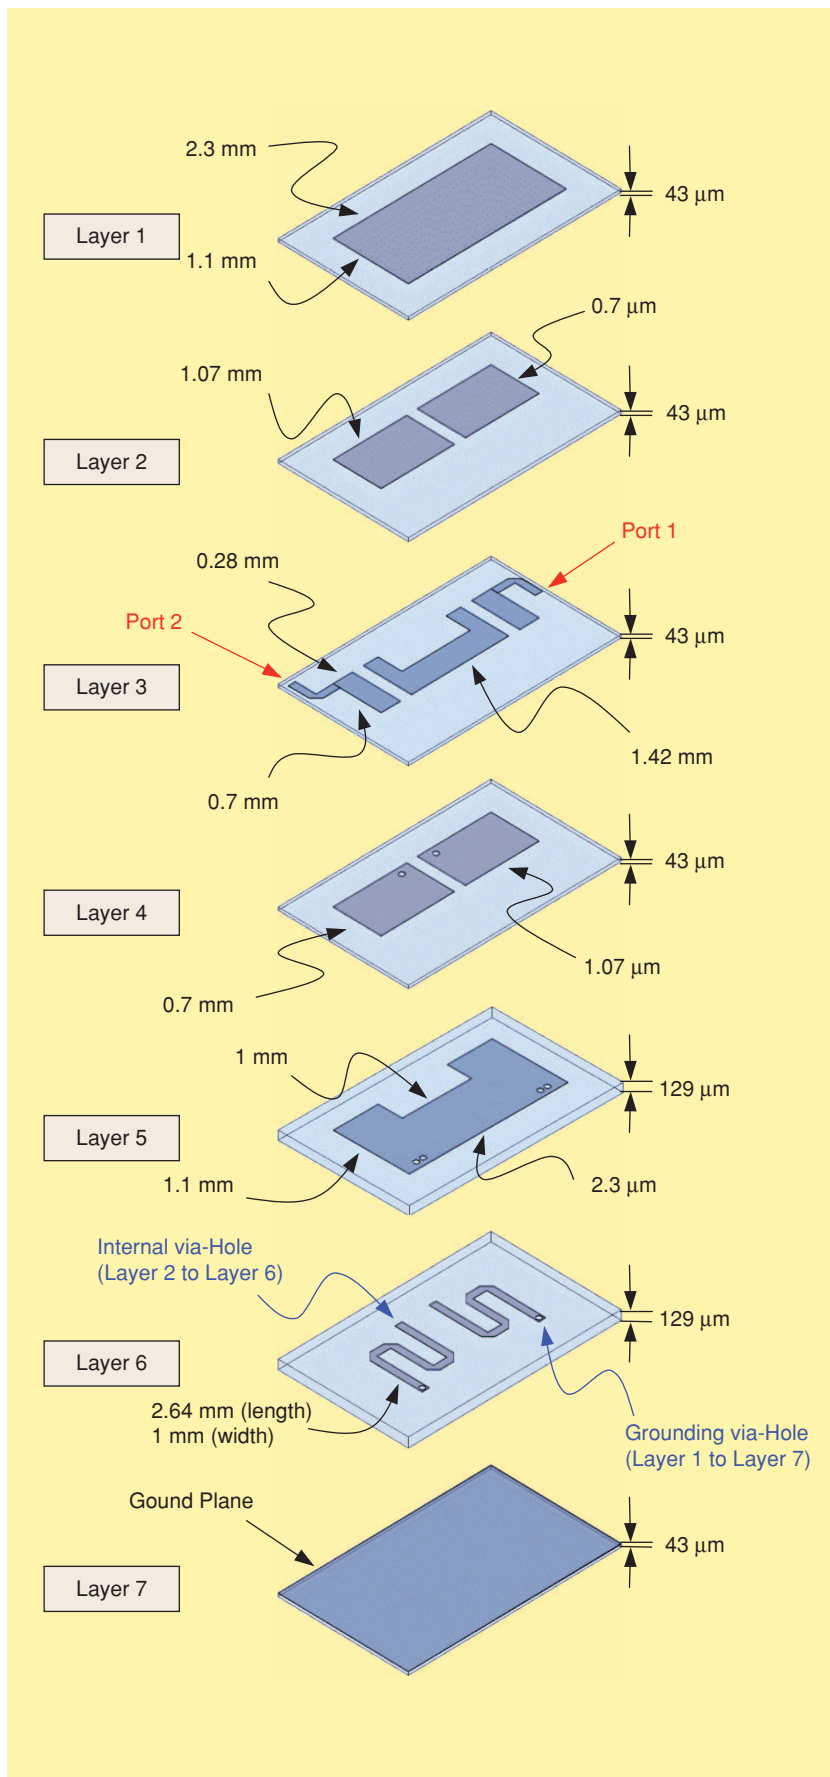 2.3 mm
43 μm
Layer 1
1.1 mm
0.7 μm
1.07 mm
43 μm
Layer 2
Port 1
0.28 mm
Port 2
43 μm
Layer 3
1.42 mm
0.7 mm
43 μm
Layer 4
1.07 μm
0.7 mm
1 mm
129 μm
Layer 5
1.1 mm
2.3 μm
Internal via-Hole
(Layer 2 to Layer 6)
129 μm
Layer 6
2.64 mm (length)
1 mm (width)
Grounding via-Hole
(Layer 1 to Layer 7)
Gound Plane
43 μm
Layer 7